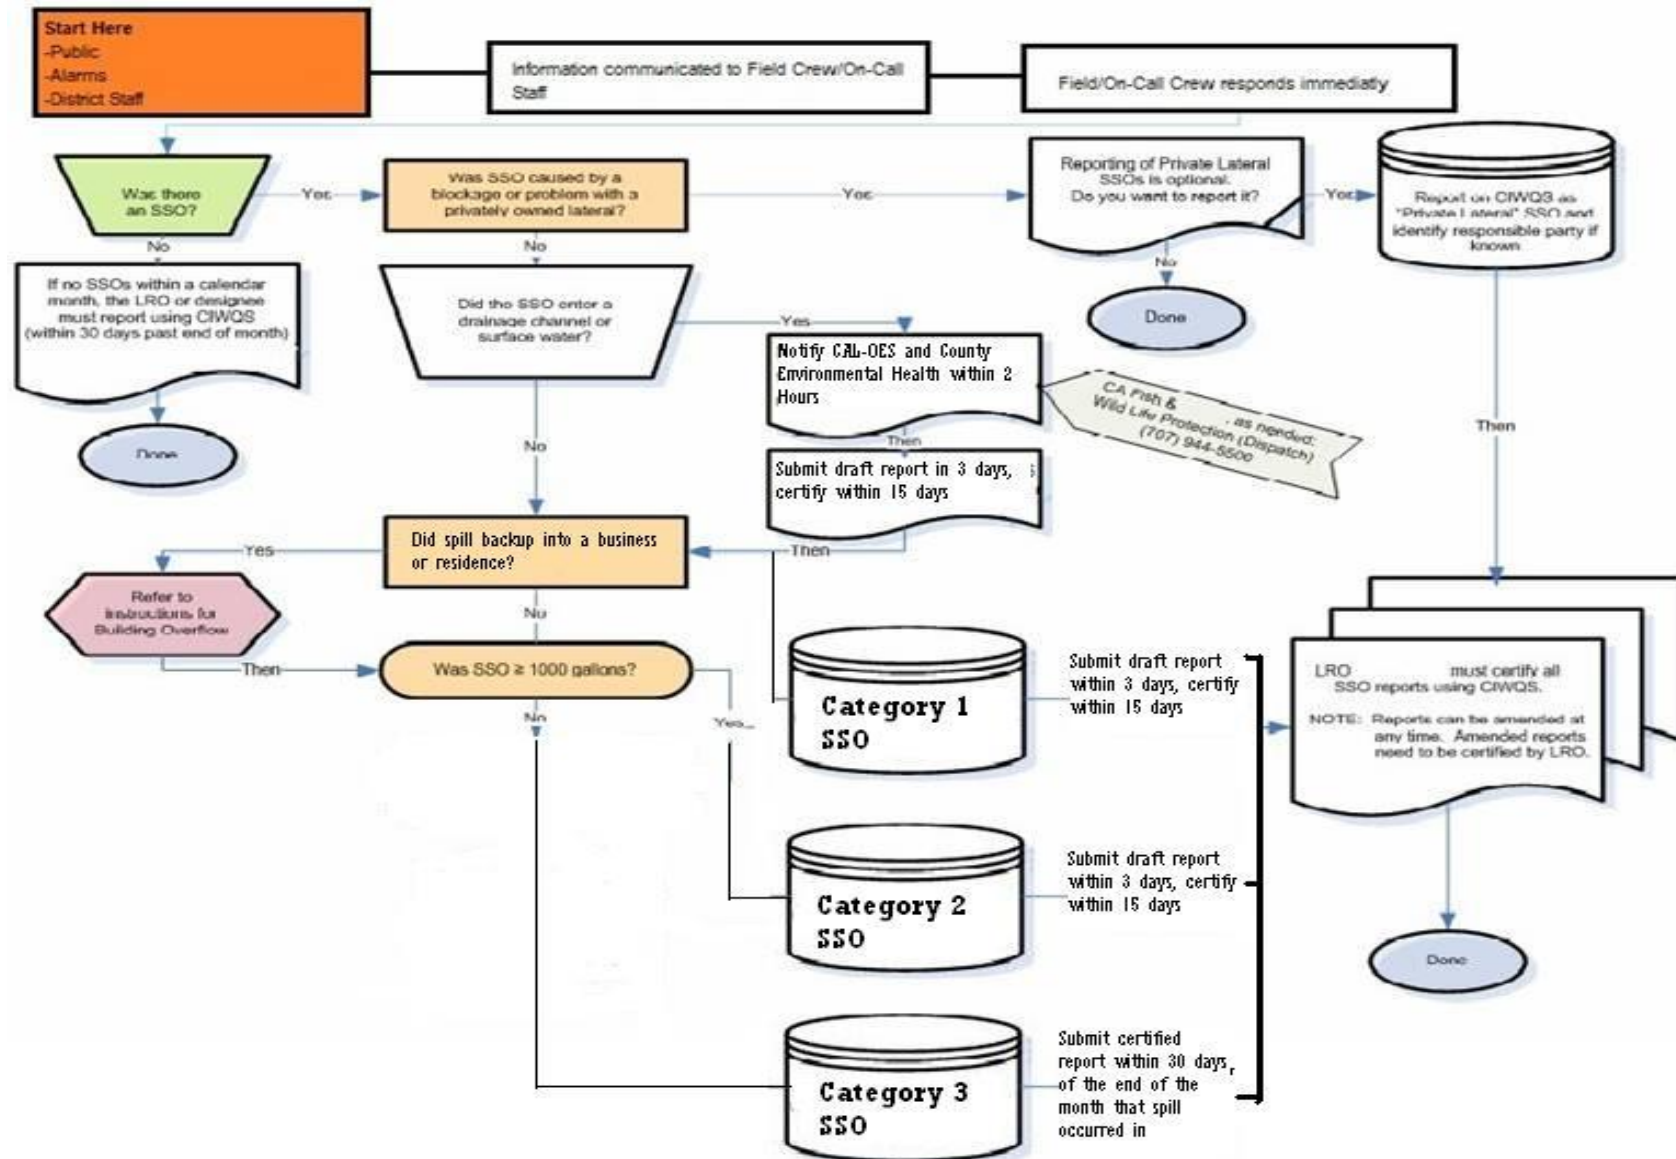 Start Here
-Public
-Alarms
-District Staff
Information communicated to Field Crew/On-Call
Staff
Field/On-Call Crew responds immediatly
Was there
an SSO?
Yes
Was SSO caused by a
blockage or problem with a
privately owned lateral?
Yes
Reporting of Private Lateral
SSOs is optional.
Do you want to report it?
Yes
Report on CIWQS as
"Private Lateral" SSO and
identify responsible party if
known
No
No
No
If no SSOs within a calendar
month, the LRO or designee
must report using CIWQS
(within 30 days past end of month)
Done
Did the SSO enter a
drainage channel or
surface water?
Yes
Done
Notify CAL-OES and County
Environmental Health within 2
Hours
CA Fish &
, as needed:
Wild Life Protection (Dispatch)
(707) 944-5500
Then
Then
No
Submit draft report in 3 days,
certify within 15 days
Did spill backup into a business
or residence?
Yes
Then
Refer to
instructions for
Building Overflow
No
Then
Was SSO ≥ 1000 gallons?
No
Yes
Category 1
SSO
Submit draft report
within 3 days, certify
within 15 days
LRO must certify all
SSO reports using CIWQS.
NOTE: Reports can be amended at
any time. Amended reports
need to be certified by LRO.
Category 2
SSO
Submit draft report
within 3 days, certify
within 15 days
Done
Category 3
SSO
Submit certified
report within 30 days,
of the end of the
month that spill
occurred in